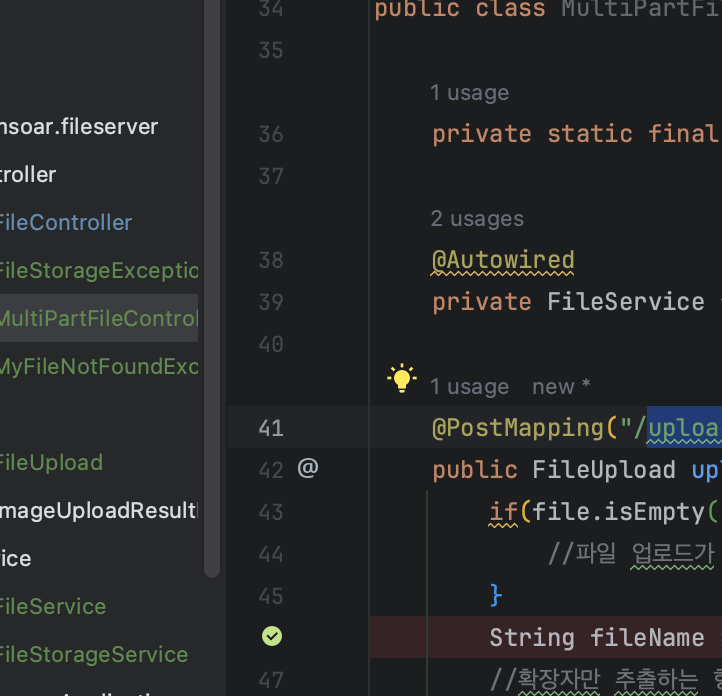 msoar.fileserver
troller
FileController
FileStorageExceptio
MultiPartFileControl
MyFileNotFoundExc
FileUpload
mageUploadResult
ice
FileService
FileStorageService
34 public class MultiPartFi
35
1 usage
36 private static final
37
2 usages
38 @Autowired
39 private FileService
40
1 usage new *
41 @PostMapping("/uploa
42 @ public FileUpload upl
43 if(file.isEmpty(
44 //파일 업로드가
45 }
String fileName
47 //확장자만 추출하는